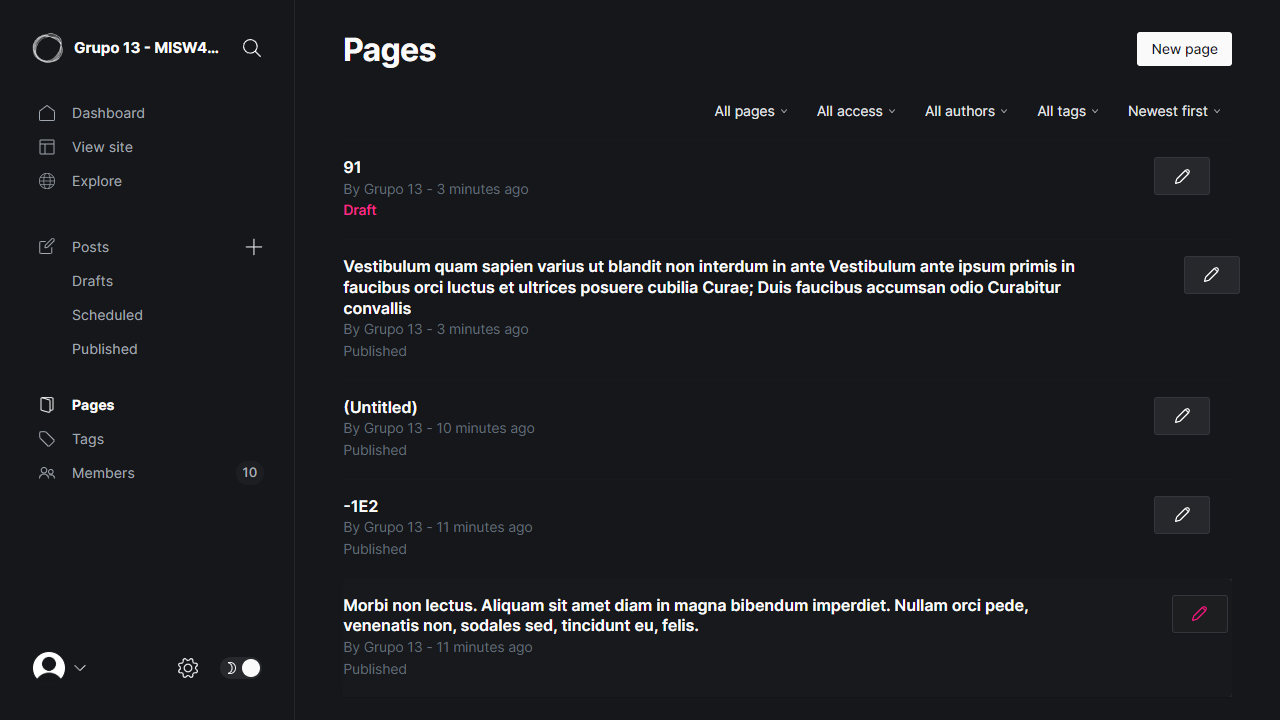 Grupo 13 - MISW4...
Dashboard
View site
Explore
Posts
Drafts
Scheduled
Published
Pages
Tags
Members
10
Pages
New page
All pages
All access
All authors
All tags
Newest first
91
By Grupo 13 - 3 minutes ago
Draft
Vestibulum quam sapien varius ut blandit non interdum in ante Vestibulum ante ipsum primis in
faucibus orci luctus et ultrices posuere cubilia Curae; Duis faucibus accumsan odio Curabitur
convallis
By Grupo 13 - 3 minutes ago
Published
(Untitled)
By Grupo 13 - 10 minutes ago
Published
-1E2
By Grupo 13 - 11 minutes ago
Published
Morbi non lectus. Aliquam sit amet diam in magna bibendum imperdiet. Nullam orci pede,
venenatis non, sodales sed, tincidunt eu, felis.
By Grupo 13 - 11 minutes ago
Published